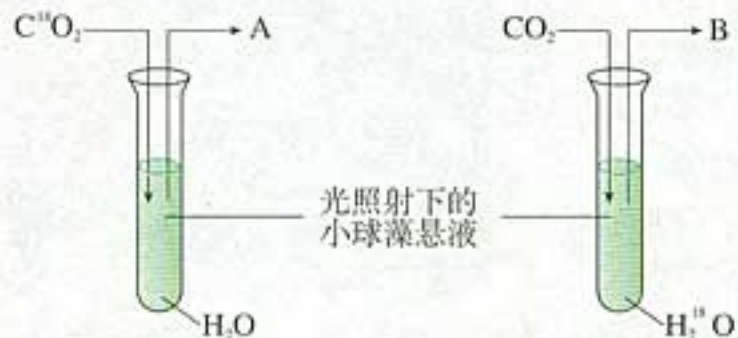 C¹⁸O₂
A
CO₂
B
光照射下的
小球藻悬液
H₂O
H₂¹⁸O